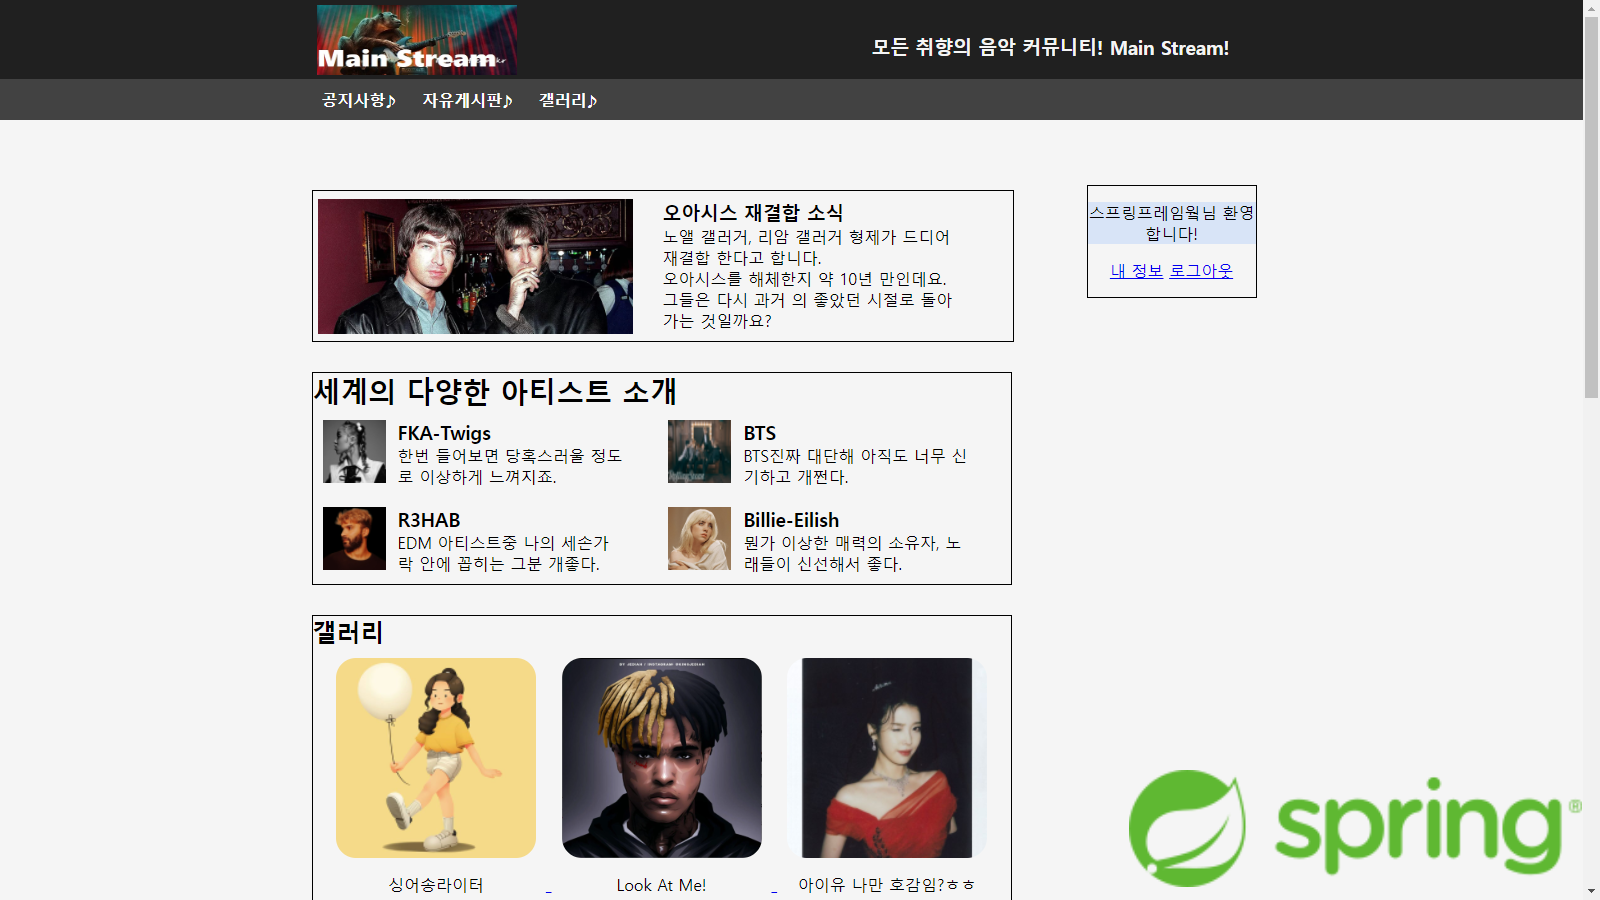 Main Stream
모든 취향의 음악 커뮤니티! Main Stream!
공지사항♪ 자유게시판♪ 갤러리♪
오아시스 재결합 소식
노앨 갤러거, 리암 갤러거 형제가 드디어
재결합 한다고 합니다.
오아시스를 해체한지 약 10년 만인데요.
그들은 다시 과거 의 좋았던 시절로 돌아
가는 것일까요?
스프링프레임웤님 환영
합니다!
내 정보 로그아웃
세계의 다양한 아티스트 소개
FKA-Twigs
한번 들어보면 당혹스러울 정도
로 이상하게 느껴지죠.
BTS
BTS진짜 대단해 아직도 너무 신
기하고 개쩐다.
R3HAB
EDM 아티스트중 나의 세손가
락 안에 꼽히는 그분 개좋다.
Billie-Eilish
뭔가 이상한 매력의 소유자, 노
래들이 신선해서 좋다.
갤러리
싱어송라이터
Look At Me!
아이유 나만 호감임?ㅎㅎ
spring®